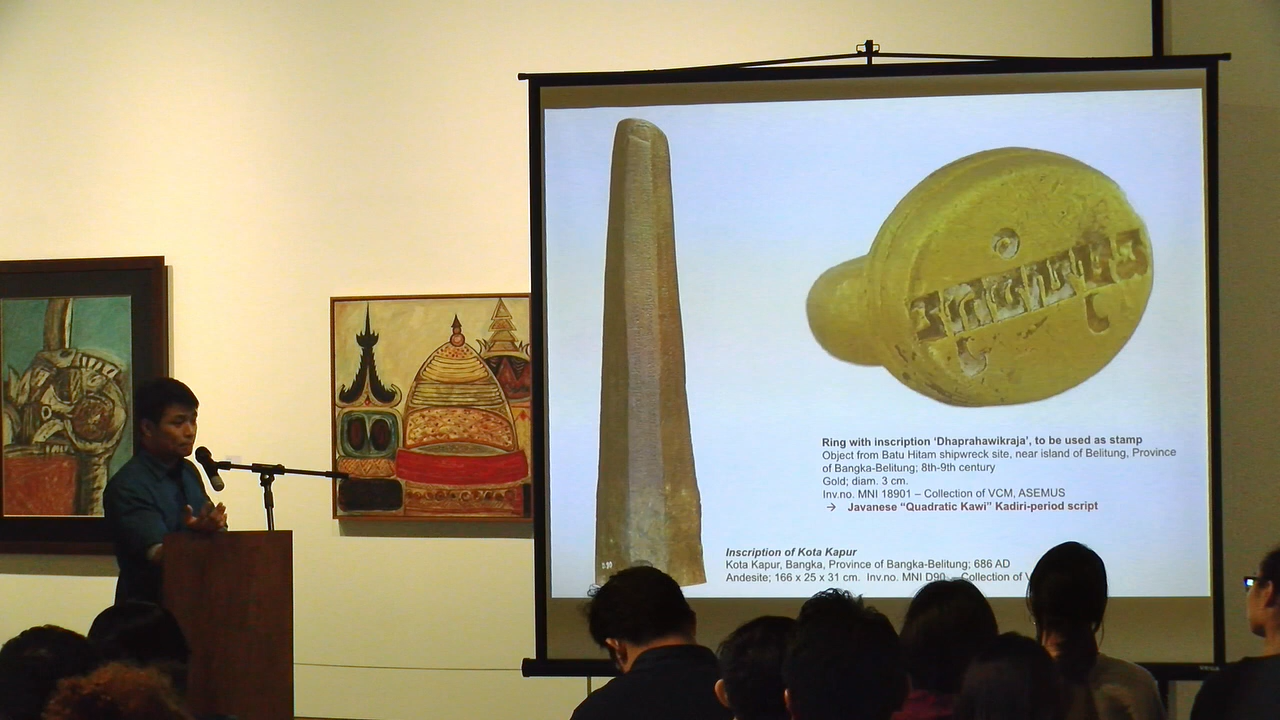 Ring with inscription ‘Dhaprahawikraja’, to be used as stamp
Object from Batu Hitam shipwreck site, near island of Belitung, Province
of Bangka-Belitung; 8th-9th century
Gold; diam. 3 cm.
Inv.no. MNI 18901 – Collection of VCM, ASEMUS
→ Javanese “Quadratic Kawi” Kadiri-period script
Inscription of Kota Kapur
Kota Kapur, Bangka, Province of Bangka-Belitung; 686 AD
Andesite; 166 x 25 x 31 cm. Inv.no. MNI D90 – Collection of